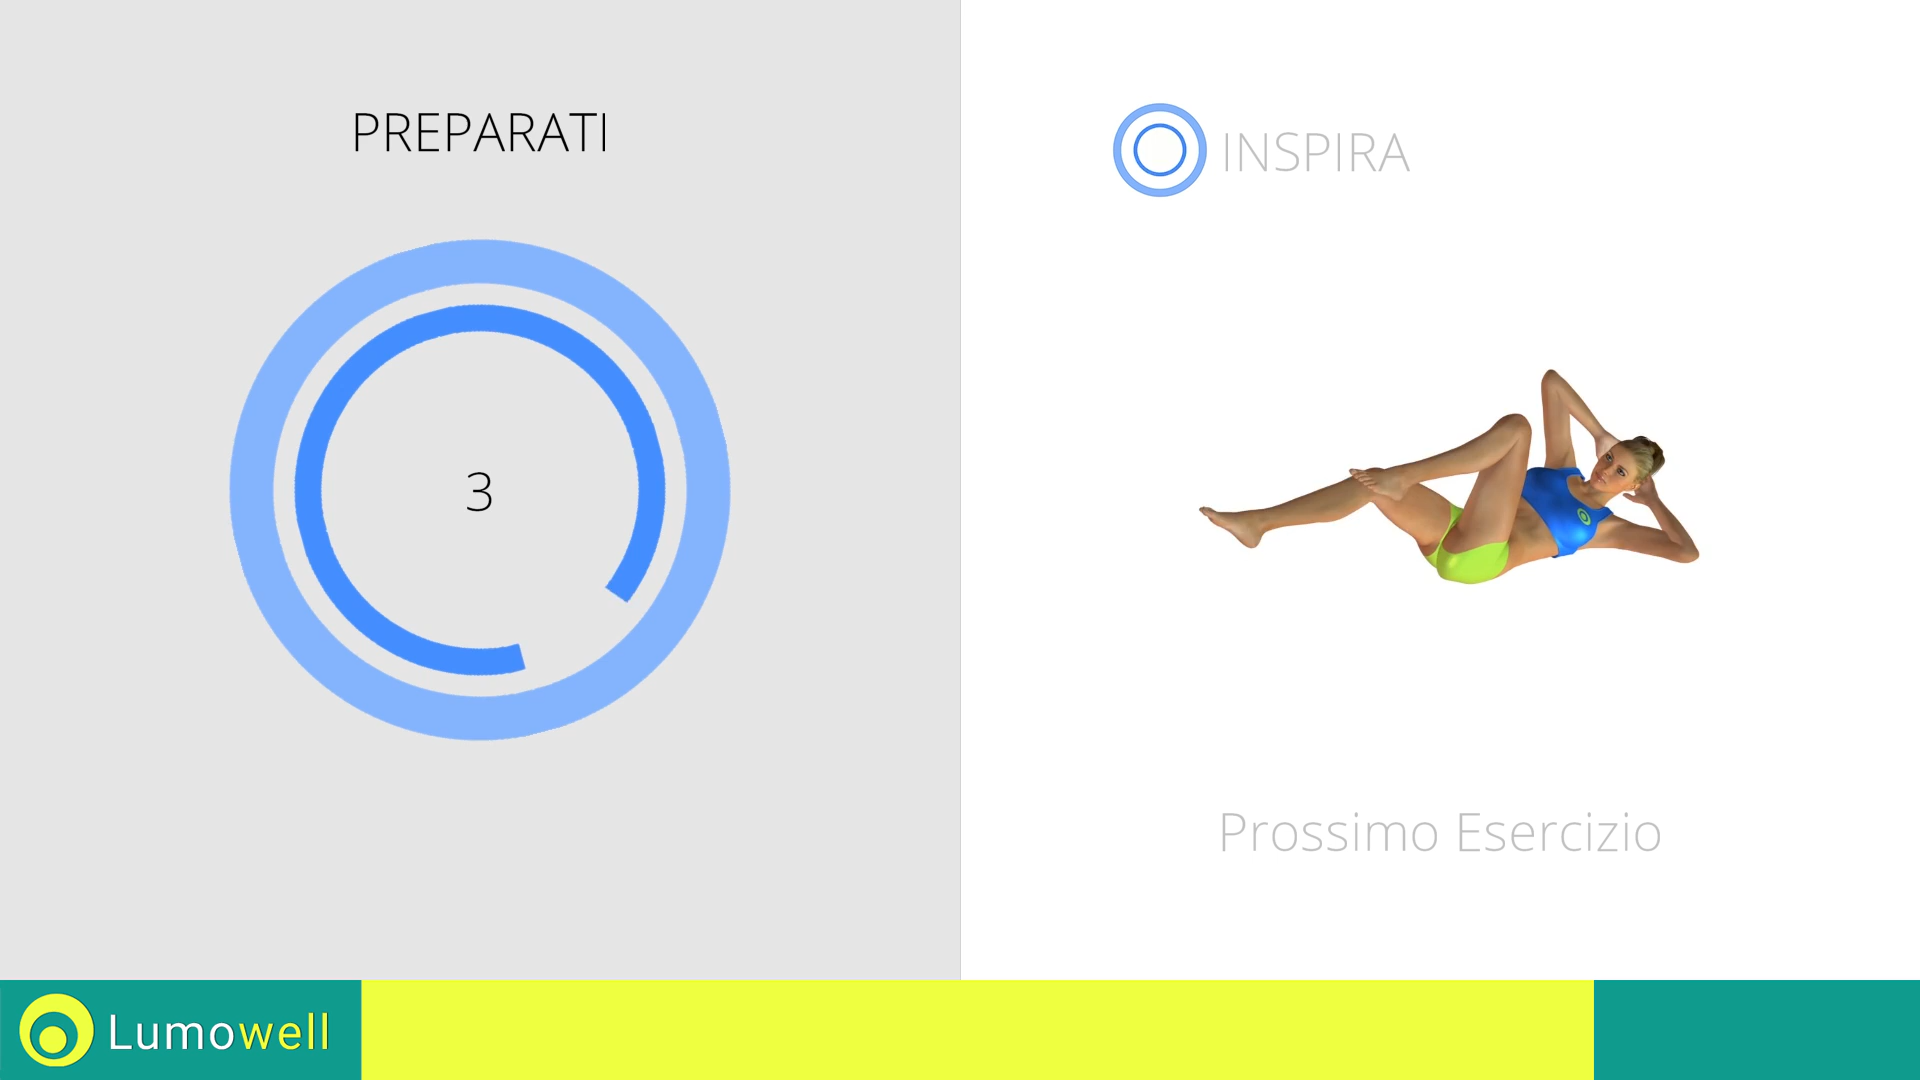 PREPARATI
3
INSPIRA
Prossimo Esercizio
Lumowell